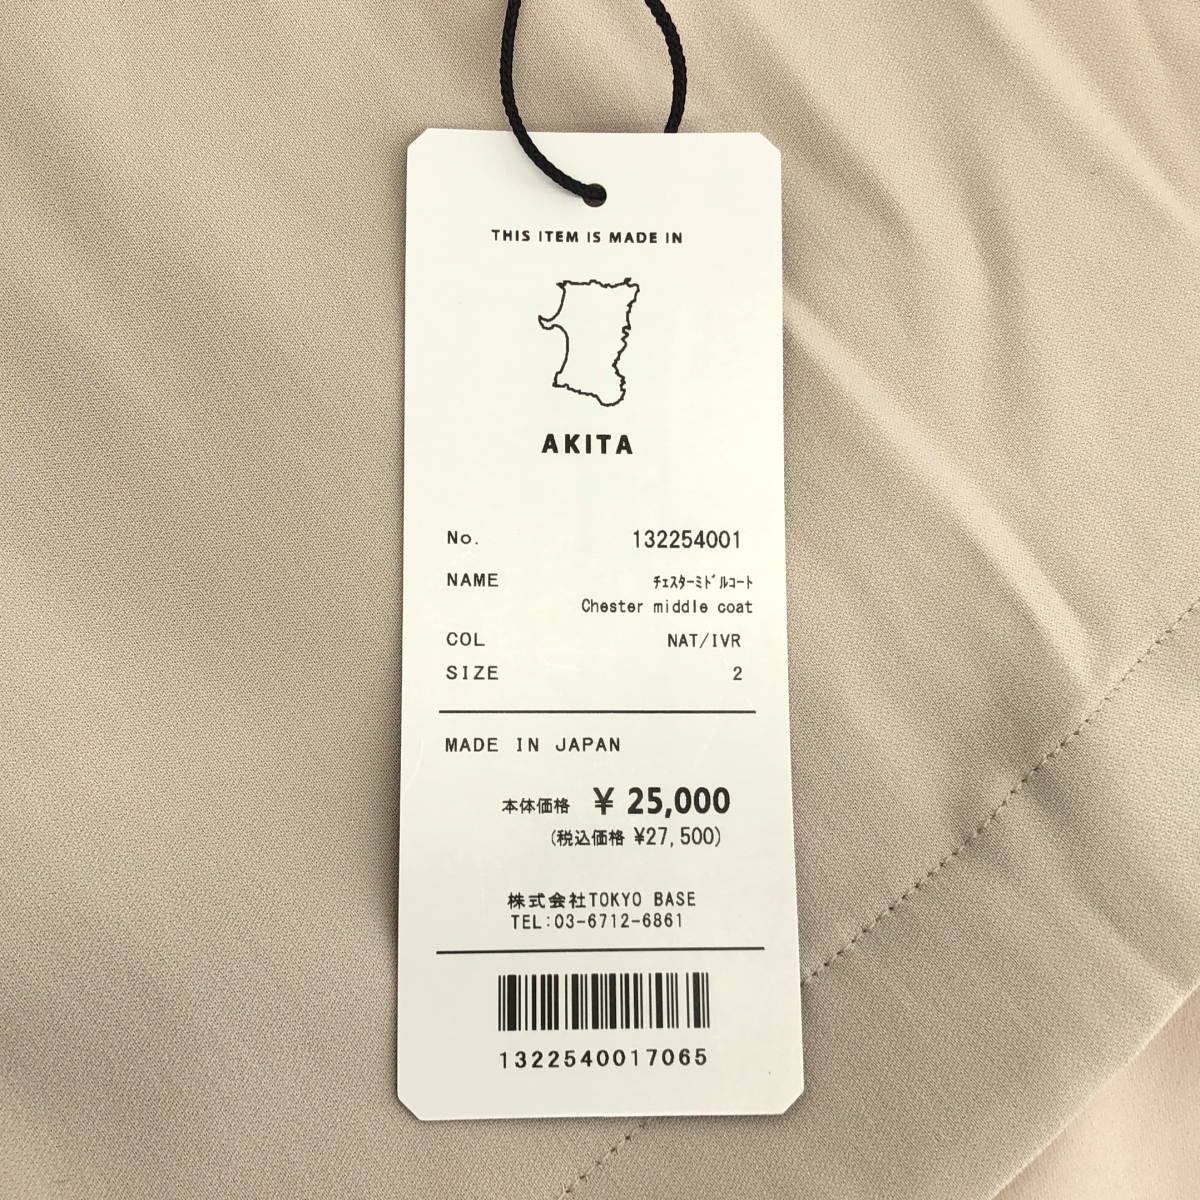 THIS ITEM IS MADE IN
AKITA
No. 132254001
NAME ﾁｪｽﾀｰﾐﾄﾞﾙｺｰﾄ
Chester middle coat
COL NAT/IVR
SIZE 2
MADE IN JAPAN
本体価格 ¥ 25,000
(税込価格 ¥27,500)
株式会社TOKYO BASE
TEL:03-6712-6861
1322540017065